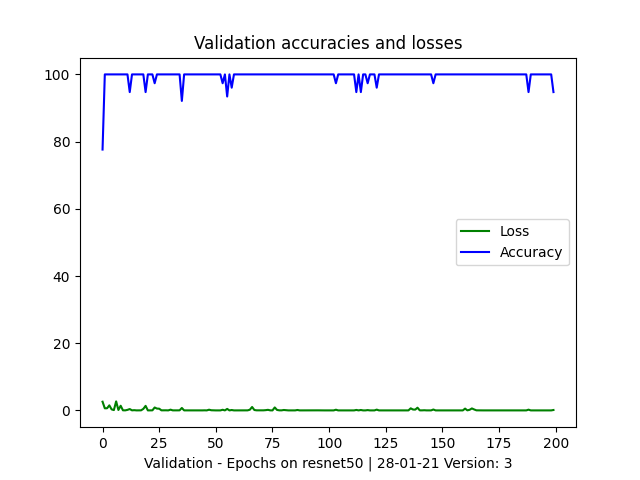 Validation accuracies and losses
100
80
60
40
20
0
Loss
Accuracy
0 25 50 75 100 125 150 175 200
Validation - Epochs on resnet50 | 28-01-21 Version: 3